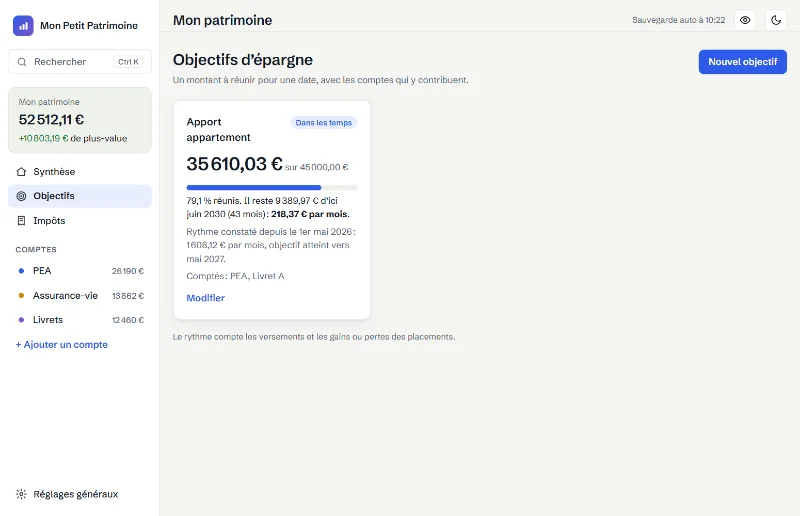 Mon Petit Patrimoine
Rechercher
Ctrl K
Mon patrimoine
52 512,11 €
+10 803,19 € de plus-value
Synthèse
Objectifs
Impôts
COMPTES
PEA 26 190 €
Assurance-vie 13 862 €
Livrets 12 460 €
+ Ajouter un compte
Réglages généraux
Mon patrimoine
Sauvegarde auto à 10:22
Objectifs d’épargne
Un montant à réunir pour une date, avec les comptes qui y contribuent.
Nouvel objectif
Apport
appartement
Dans les temps
35 610,03 € sur 45 000,00 €
79,1 % réunis. Il reste 9 389,97 € d’ici
juin 2030 (43 mois) : 218,37 € par mois.
Rythme constaté depuis le 1er mai 2026 :
1 608,12 € par mois, objectif atteint vers
mai 2027.
Comptés : PEA, Livret A
Modifier
Le rythme compte les versements et les gains ou pertes des placements.